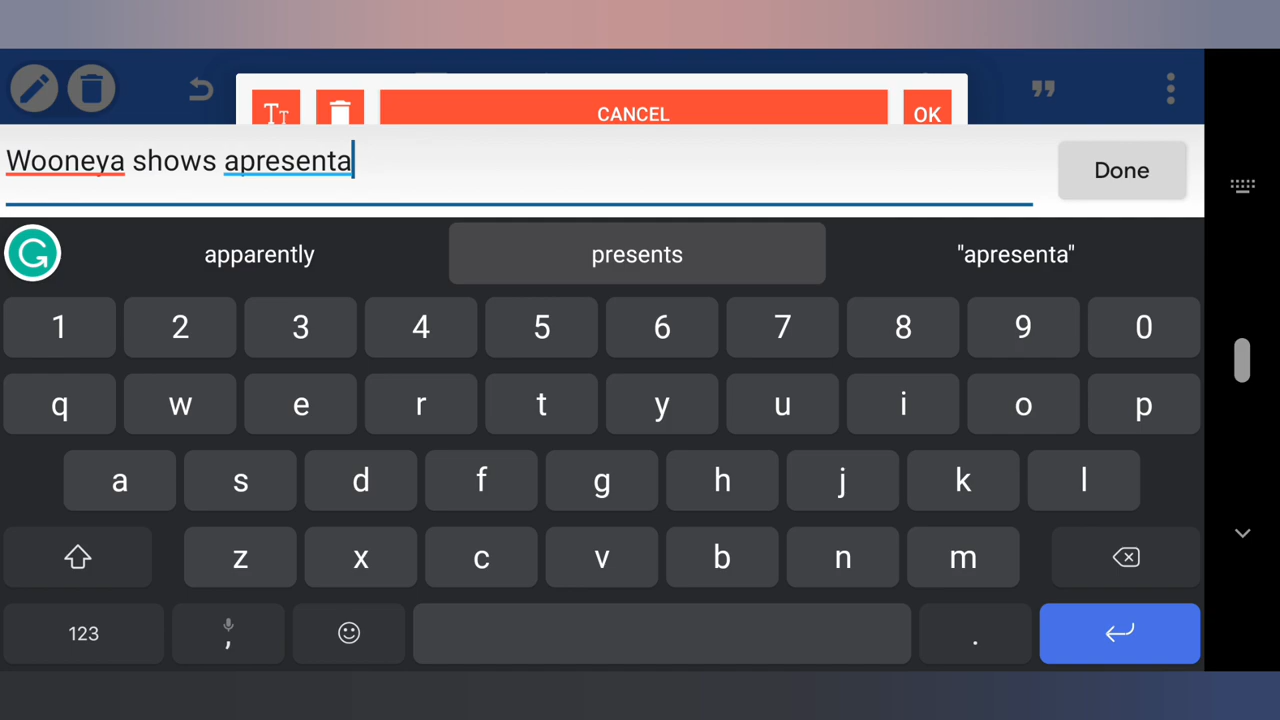 Tт
CANCEL
OK
Wooneya shows apresenta
Done
apparently
presents
"apresenta"
1 2 3 4 5 6 7 8 9 0
q w e r t y u i o p
a s d f g h j k l
z x c v b n m
123 , .